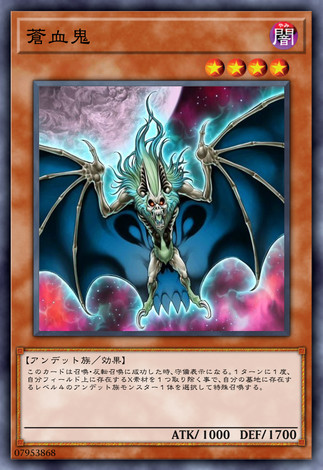 蒼血鬼
闇
やみ
【アンデット族／効果】
このカードは召喚・反転召喚に成功した時、守備表示になる。1ターンに1度、
自分フィールド上に存在するX素材を1つ取り除く事で、自分の墓地に存在す
るレベル4のアンデット族モンスター1体を選択して特殊召喚する。
ATK/ 1000 DEF/ 1700
07953868